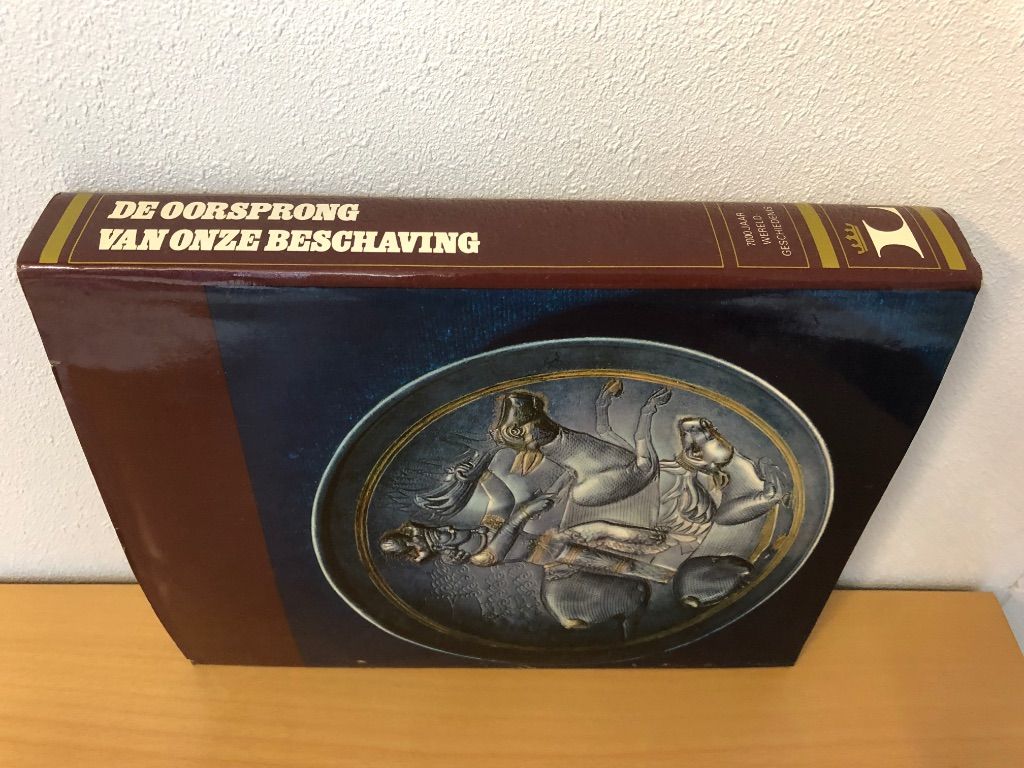 DE OORSPRONG
VAN ONZE BESCHAVING
7000 JAAR
WERELD
GESCHIEDENIS
L